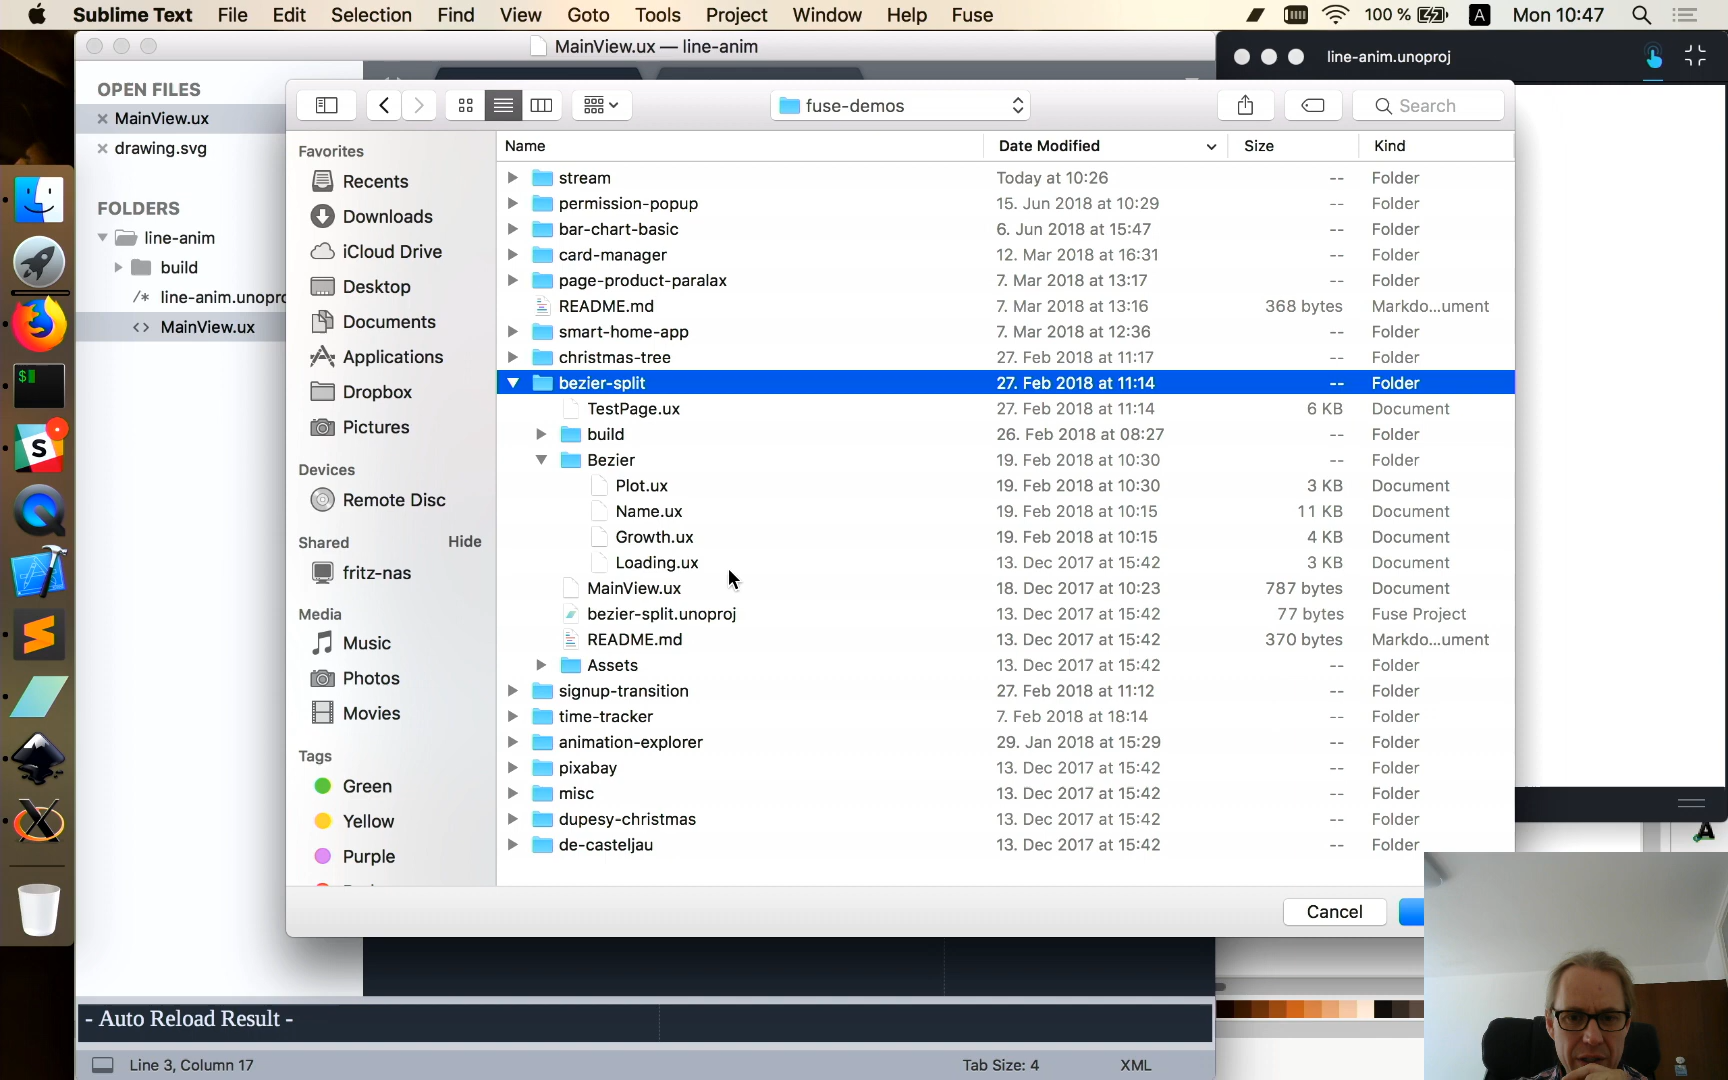 Sublime Text File Edit Selection Find View Goto Tools Project Window Help Fuse 100 % A Mon 10:47
MainView.ux — line-anim
line-anim.unoproj
OPEN FILES
MainView.ux
drawing.svg
FOLDERS
line-anim
build
/* line-anim.unopro
<> MainView.ux
fuse-demos
Search
Favorites
Recents
Downloads
iCloud Drive
Desktop
Documents
Applications
Dropbox
Pictures
Devices
Remote Disc
Shared Hide
fritz-nas
Media
Music
Photos
Movies
Tags
Green
Yellow
Purple
Name Date Modified Size Kind
stream Today at 10:26 -- Folder
permission-popup 15. Jun 2018 at 10:29 -- Folder
bar-chart-basic 6. Jun 2018 at 15:47 -- Folder
card-manager 12. Mar 2018 at 16:31 -- Folder
page-product-paralax 7. Mar 2018 at 13:17 -- Folder
README.md 7. Mar 2018 at 13:16 368 bytes Markdo...ument
smart-home-app 7. Mar 2018 at 12:36 -- Folder
christmas-tree 27. Feb 2018 at 11:17 -- Folder
bezier-split 27. Feb 2018 at 11:14 -- Folder
TestPage.ux 27. Feb 2018 at 11:14 6 KB Document
build 26. Feb 2018 at 08:27 -- Folder
Bezier 19. Feb 2018 at 10:30 -- Folder
Plot.ux 19. Feb 2018 at 10:30 3 KB Document
Name.ux 19. Feb 2018 at 10:15 11 KB Document
Growth.ux 19. Feb 2018 at 10:15 4 KB Document
Loading.ux 13. Dec 2017 at 15:42 3 KB Document
MainView.ux 18. Dec 2017 at 10:23 787 bytes Document
bezier-split.unoproj 13. Dec 2017 at 15:42 77 bytes Fuse Project
README.md 13. Dec 2017 at 15:42 370 bytes Markdo...ument
Assets 13. Dec 2017 at 15:42 -- Folder
signup-transition 27. Feb 2018 at 11:12 -- Folder
time-tracker 7. Feb 2018 at 18:14 -- Folder
animation-explorer 29. Jan 2018 at 15:29 -- Folder
pixabay 13. Dec 2017 at 15:42 -- Folder
misc 13. Dec 2017 at 15:42 -- Folder
dupesy-christmas 13. Dec 2017 at 15:42 -- Folder
de-casteljau 13. Dec 2017 at 15:42 -- Folder
Cancel
- Auto Reload Result -
Line 3, Column 17 Tab Size: 4 XML